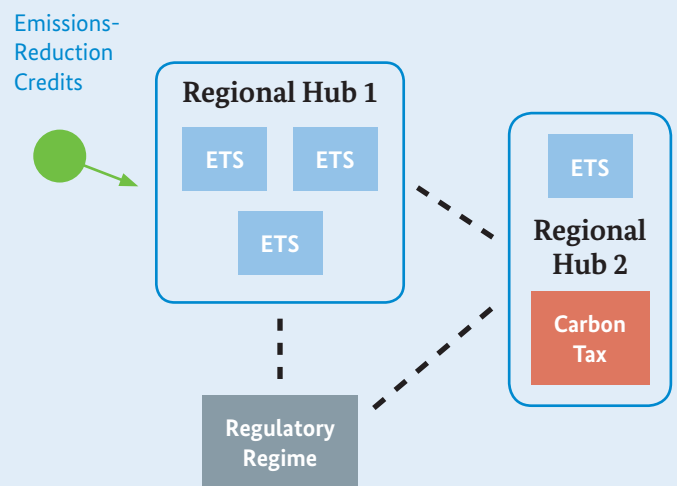 Emissions-
Reduction
Credits
Regional Hub 1
ETS
ETS
ETS
ETS
Regional
Hub 2
Carbon
Tax
Regulatory
Regime